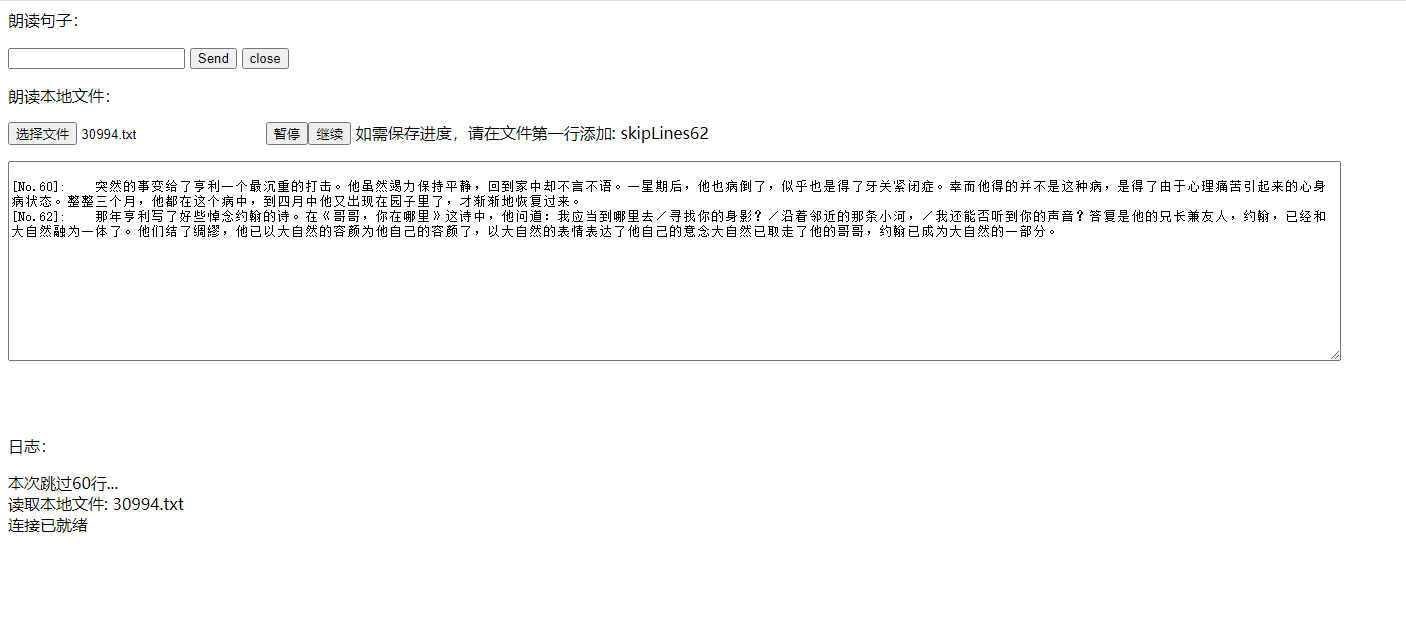 朗读句子：
Send close
朗读本地文件：
选择文件 30994.txt 暂停 继续 如需保存进度，请在文件第一行添加: skipLines62
[No.60]: 突然的事变给了亨利一个最沉重的打击。他虽然竭力保持平静，回到家中却不言不语。一星期后，他也病倒了，似乎也是得了牙关紧闭症。幸而他得的并不是这种病，是得了由于心理痛苦引起来的心身
病状态。整整三个月，他都在这个病中，到四月中他又出现在园子里了，才渐渐地恢复过来。
[No.62]: 那年亨利写了好些悼念约翰的诗。在《哥哥，你在哪里》这诗中，他问道：我应当到哪里去／寻找你的身影？／沿着邻近的那条小河，／我还能否听到你的声音？答复是他的兄长兼友人，约翰，已经和
大自然融为一体了。他们结了绸缪，他已以大自然的容颜为他自己的容颜了，以大自然的表情表达了他自己的意念大自然已取走了他的哥哥，约翰已成为大自然的一部分。
日志：
本次跳过60行...
读取本地文件: 30994.txt
连接已就绪